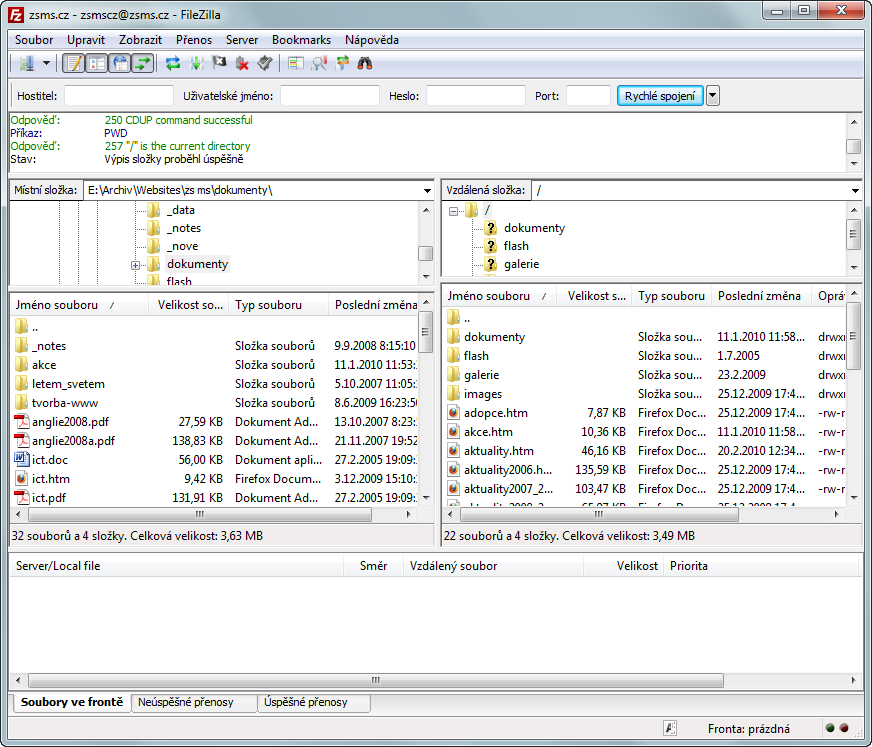 zsms.cz - zsmscz@zsms.cz - FileZilla
Soubor Upravit Zobrazit Přenos Server Bookmarks Nápověda
Hostitel: Uživatelské jméno: Heslo: Port: Rychlé spojení
Odpověď: 250 CDUP command successful
Příkaz: PWD
Odpověď: 257 "/" is the current directory
Stav: Výpis složky proběhl úspěšně
Místní složka: E:\Archiv\Websites\zs ms\dokumenty\
_data
_notes
_nove
dokumenty
flash
Jméno souboru / Velikost so... Typ souboru Poslední změna
..
_notes Složka souborů 9.9.2008 8:15:10
akce Složka souborů 11.1.2010 11:53:
letem_svetem Složka souborů 5.10.2007 11:05:
tvorba-www Složka souborů 8.6.2009 16:23:50
anglie2008.pdf 27,59 KB Dokument Ad... 13.10.2007 8:23:
anglie2008a.pdf 138,83 KB Dokument Ad... 21.11.2007 19:52
ict.doc 56,00 KB Dokument apli... 27.2.2005 19:09:
ict.htm 9,42 KB Firefox Docum... 3.12.2009 15:10:
ict.pdf 131,91 KB Dokument Ad... 27.2.2005 19:09:
32 souborů a 4 složky. Celková velikost: 3,63 MB
Vzdálená složka: /
/
dokumenty
flash
galerie
Jméno souboru / Velikost s... Typ souboru Poslední změna Oprá
..
dokumenty Složka sou... 11.1.2010 11:58... drwxr
flash Složka sou... 1.7.2005 drwxr
galerie Složka sou... 23.2.2009 drwxr
images Složka sou... 25.12.2009 17:4... drwxr
adopce.htm 7,87 KB Firefox Doc... 25.12.2009 17:4... -rw-r
akce.htm 10,36 KB Firefox Doc... 11.1.2010 11:58... -rw-r
aktuality.htm 46,16 KB Firefox Doc... 20.2.2010 12:34... -rw-r
aktuality2006.h... 135,59 KB Firefox Doc... 25.12.2009 17:4... -rw-r
aktuality2007_2... 103,47 KB Firefox Doc... 25.12.2009 17:4... -rw-r
22 souborů a 4 složky. Celková velikost: 3,49 MB
Server/Local file Směr Vzdálený soubor Velikost Priorita
Soubory ve frontě Neúspěšné přenosy Úspěšné přenosy
Fronta: prázdná